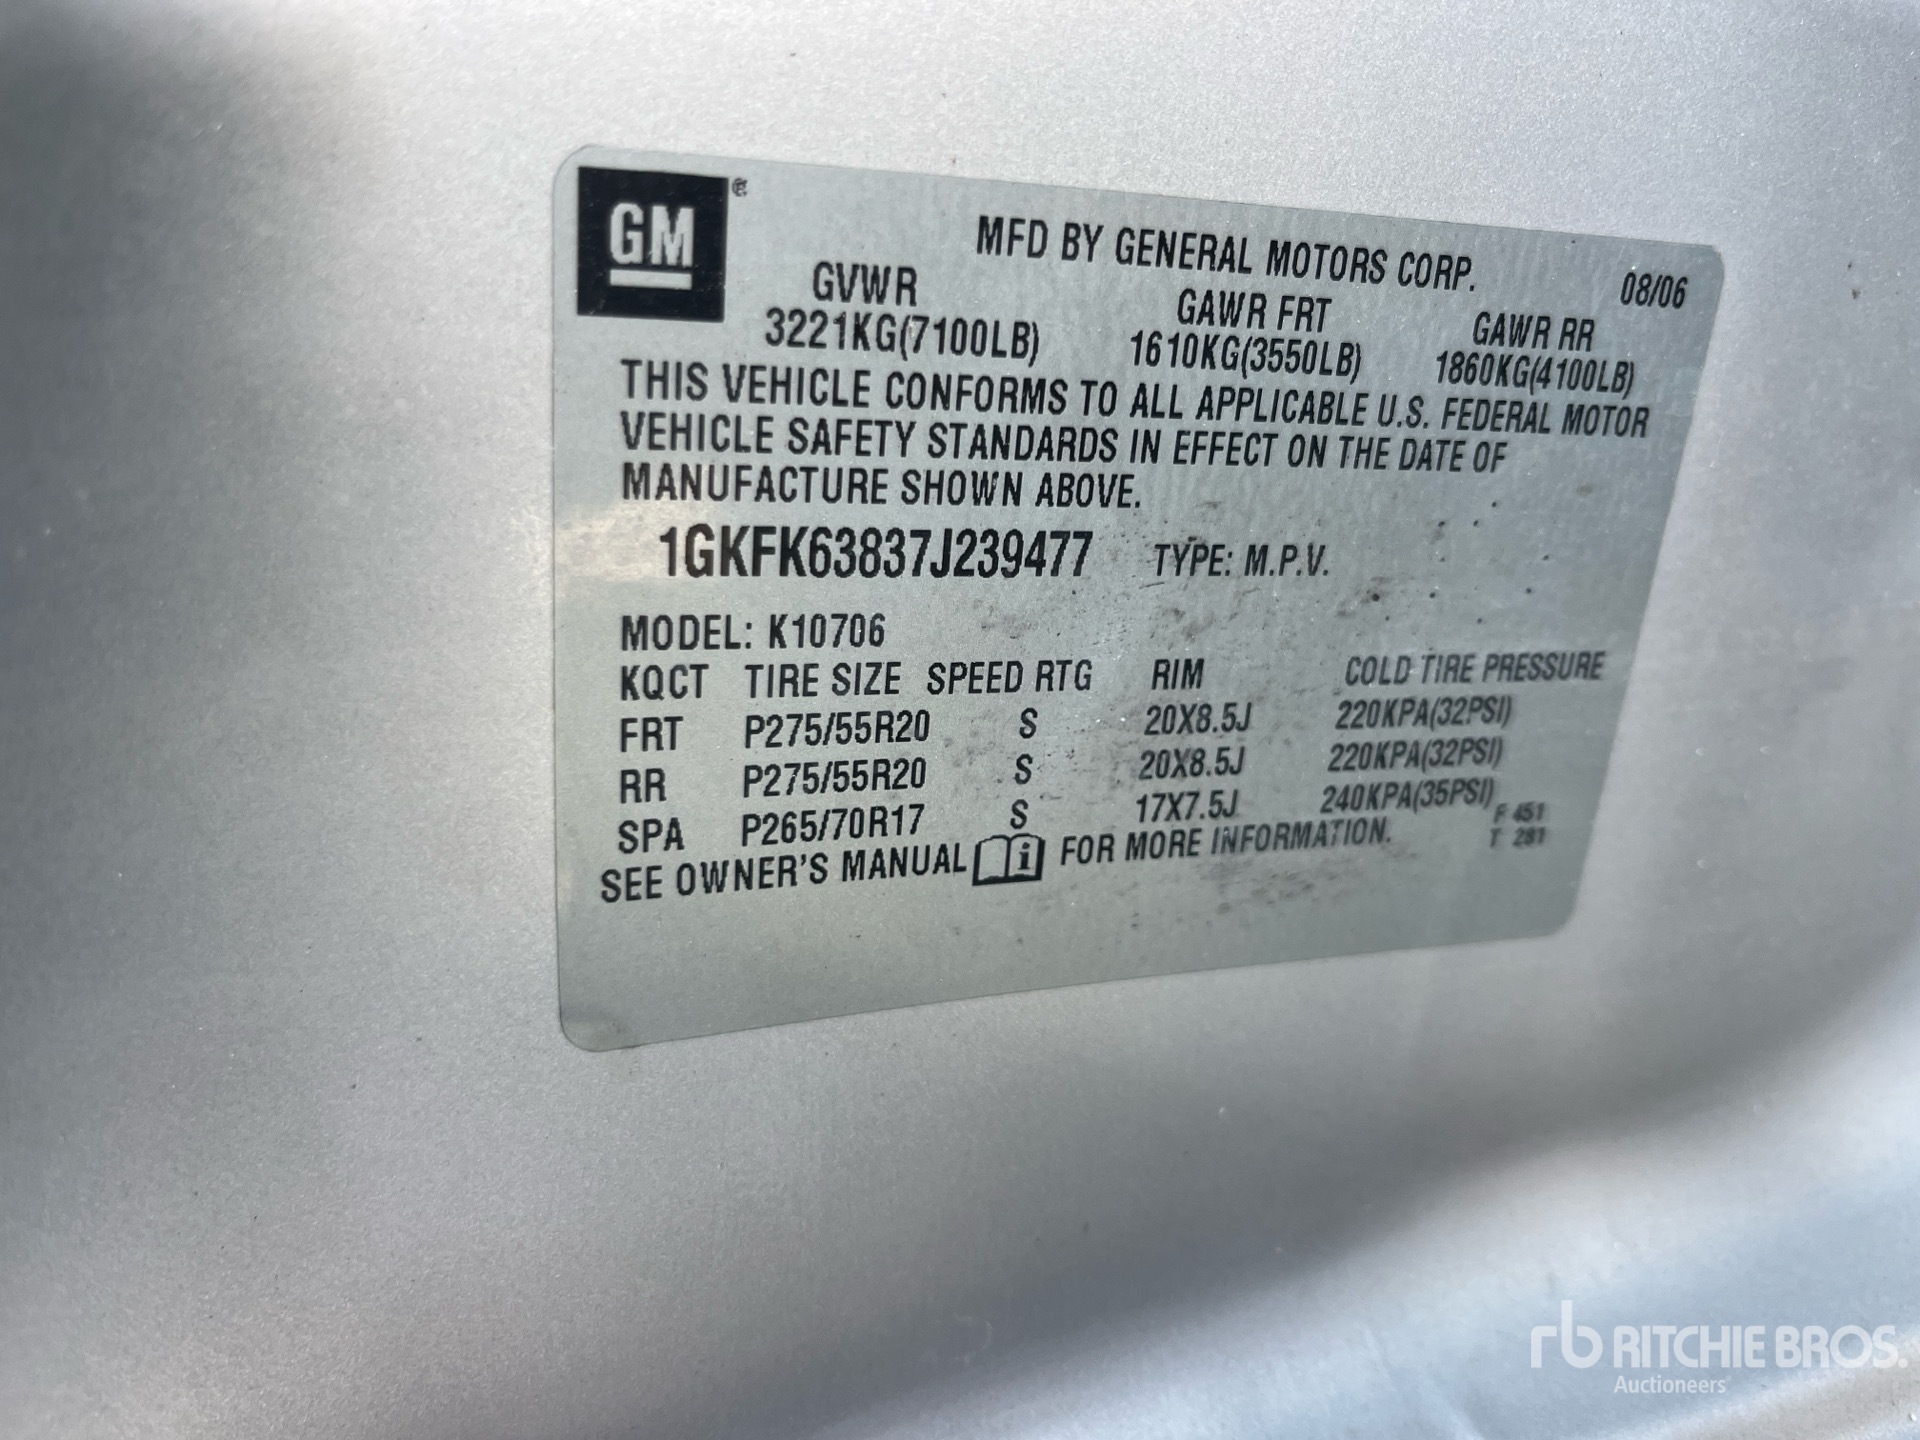 GM
MFD BY GENERAL MOTORS CORP. 08/06
GVWR GAWR FRT GAWR RR
3221KG(7100LB) 1610KG(3550LB) 1860KG(4100LB)
THIS VEHICLE CONFORMS TO ALL APPLICABLE U.S. FEDERAL MOTOR
VEHICLE SAFETY STANDARDS IN EFFECT ON THE DATE OF
MANUFACTURE SHOWN ABOVE.
1GKFK63837J239477 TYPE: M.P.V.
MODEL: K10706
KQCT TIRE SIZE SPEED RTG RIM COLD TIRE PRESSURE
FRT P275/55R20 S 20X8.5J 220KPA(32PSI)
RR P275/55R20 S 20X8.5J 220KPA(32PSI)
SPA P265/70R17 S 17X7.5J 240KPA(35PSI)
SEE OWNER'S MANUAL i FOR MORE INFORMATION.
F 451
T 281
rb RITCHIE BROS.
Auctioneers